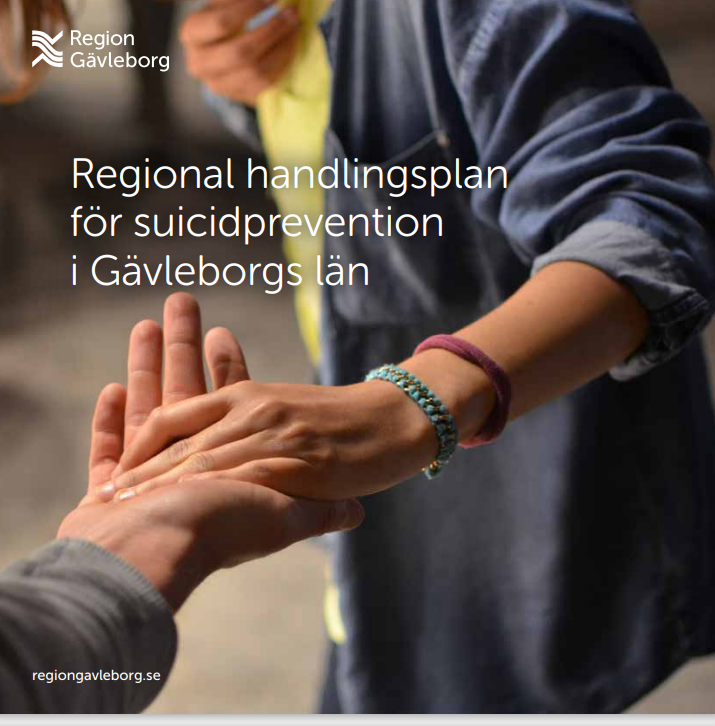 Region
Gävleborg
Regional handlingsplan
för suicidprevention
i Gävleborgs län
regiongavleborg.se